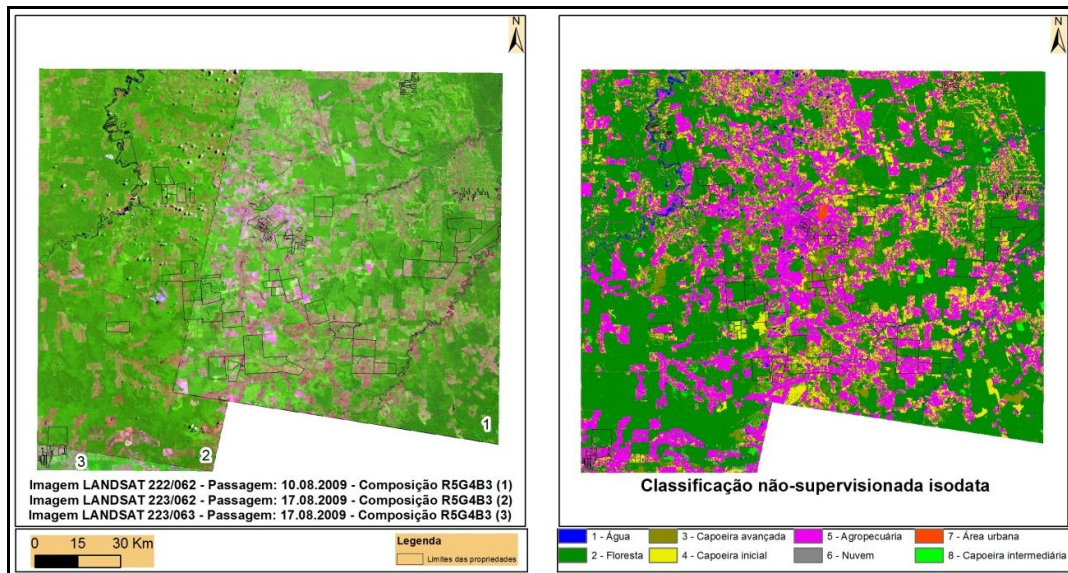 N
1
2
3
Imagem LANDSAT 222/062 - Passagem: 10.08.2009 - Composição R5G4B3 (1)
Imagem LANDSAT 223/062 - Passagem: 17.08.2009 - Composição R5G4B3 (2)
Imagem LANDSAT 223/063 - Passagem: 17.08.2009 - Composição R5G4B3 (3)
0 15 30 Km
Legenda
Limites das propriedades
N
Classificação não-supervisionada isodata
1 - Água
3 - Capoeira avançada
5 - Agropecuária
7 - Área urbana
2 - Floresta
4 - Capoeira inicial
6 - Nuvem
8 - Capoeira intermediária